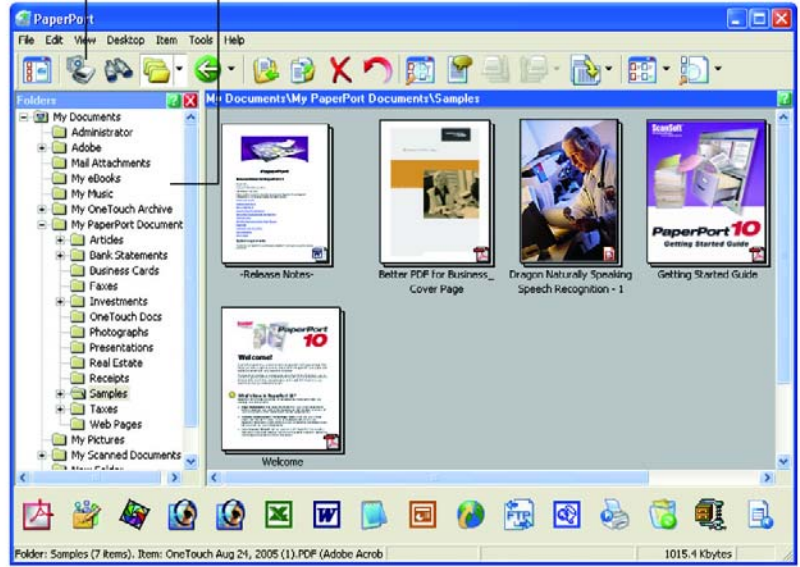 PaperPort
File Edit View Desktop Item Tools Help
Folders
My Documents\My PaperPort Documents\Samples
My Documents
Administrator
Adobe
Mail Attachments
My eBooks
My Music
My OneTouch Archive
My PaperPort Document
Articles
Bank Statements
Business Cards
Faxes
Investments
OneTouch Docs
Photographs
Presentations
Real Estate
Receipts
Samples
Taxes
Web Pages
My Pictures
My Scanned Documents
New Folder
PaperPort
-Release Notes-
Better PDF for Business_
Cover Page
Dragon Naturally Speaking
Speech Recognition - 1
ScanSoft
PaperPort 10
Getting Started Guide
Getting Started Guide
PaperPort
10
Welcome!
Welcome
FTP
Folder: Samples (7 items). Item: OneTouch Aug 24, 2005 (1).PDF (Adobe Acrob
1015.4 Kbytes